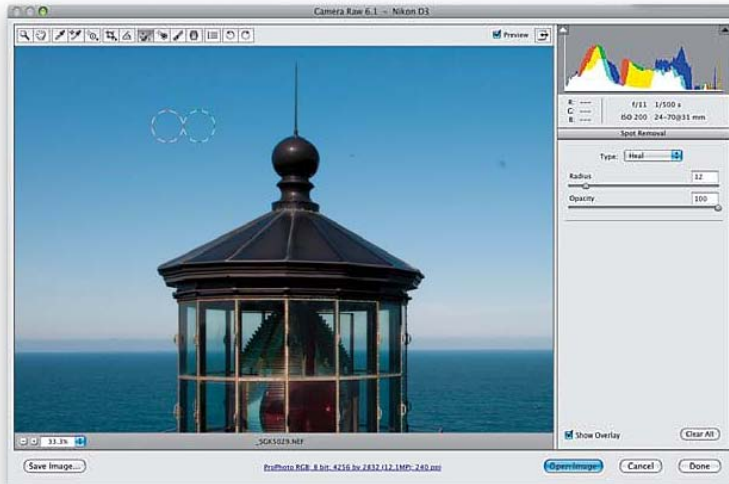 Camera Raw 6.1 – Nikon D3
Preview
R: ---
G: ---
B: ---
f/11 1/500 s
ISO 200 24-70@31 mm
Spot Removal
Type: Heal
Radius 12
Opacity 100
33.3%
_SGK5029.NEF
Show Overlay
Clear All
Save Image...
ProPhoto RGB; 8 bit; 4256 by 2832 (12.1MP); 240 ppi
Open Image
Cancel
Done